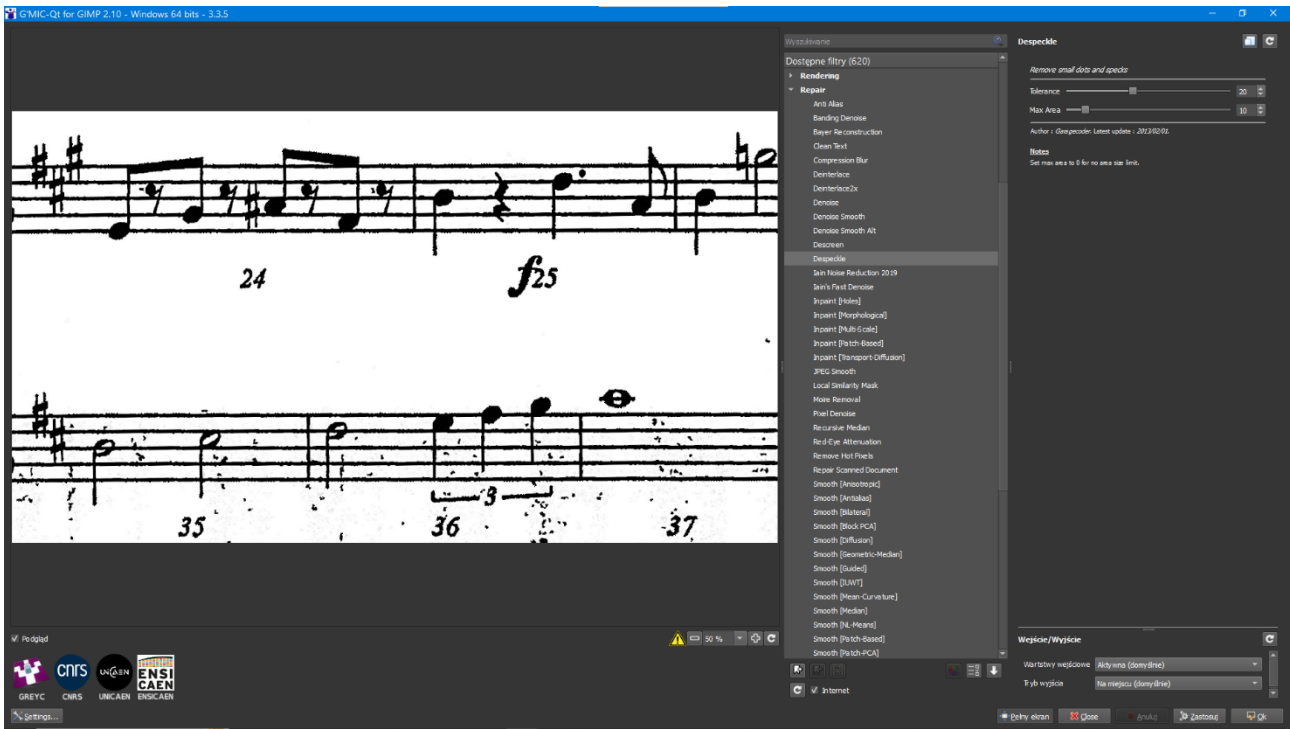 G'MIC-Qt for GIMP 2.10 - Windows 64 bits - 3.3.5
24
f25
35
3
36
37
Podgląd
50 %
GREYC
cnrs
CNRS
UNICAEN
UNICAEN
ENSI
CAEN
ENSICAEN
Settings...
Wyszukiwanie
Dostępne filtry (620)
Rendering
Repair
Anti Alias
Banding Denoise
Bayer Reconstruction
Clean Text
Compression Blur
Deinterlace
Deinterlace2x
Denoise
Denoise Smooth
Denoise Smooth Alt
Descreen
Despeckle
Iain Noise Reduction 2019
Iain's Fast Denoise
Inpaint [Holes]
Inpaint [Morphological]
Inpaint [Multi-Scale]
Inpaint [Patch-Based]
Inpaint [Transport-Diffusion]
JPEG Smooth
Local Similarity Mask
Moire Removal
Pixel Denoise
Recursive Median
Red-Eye Attenuation
Remove Hot Pixels
Repair Scanned Document
Smooth [Anisotropic]
Smooth [Antialias]
Smooth [Bilateral]
Smooth [Block PCA]
Smooth [Diffusion]
Smooth [Geometric-Median]
Smooth [Guided]
Smooth [IUWT]
Smooth [Mean-Curvature]
Smooth [Median]
Smooth [NL-Means]
Smooth [Patch-Based]
Smooth [Patch-PCA]
Internet
Despeckle
Remove small dots and specks
Tolerance 20
Max Area 10
Author : Garagecoder. Latest update : 2013/02/01.
Notes
Set max area to 0 for no area size limit.
Wejście/Wyjście
Warstwy wejściowe Aktywna (domyślnie)
Tryb wyjścia Na miejscu (domyślnie)
Pełny ekran
Close
Anuluj
Zastosuj
Ok